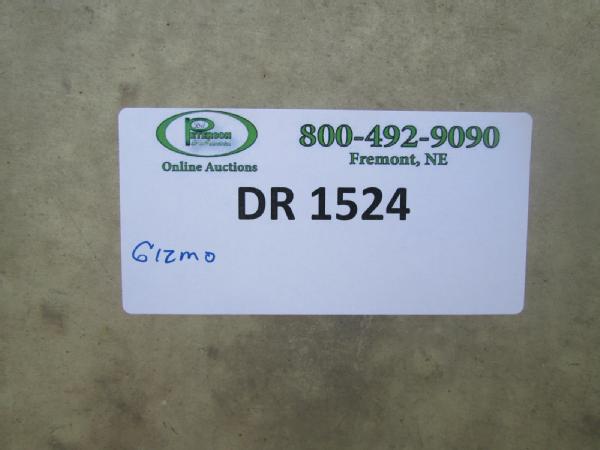 PETERSON
800-492-9090
Online Auctions
Fremont, NE
DR 1524
Gizmo